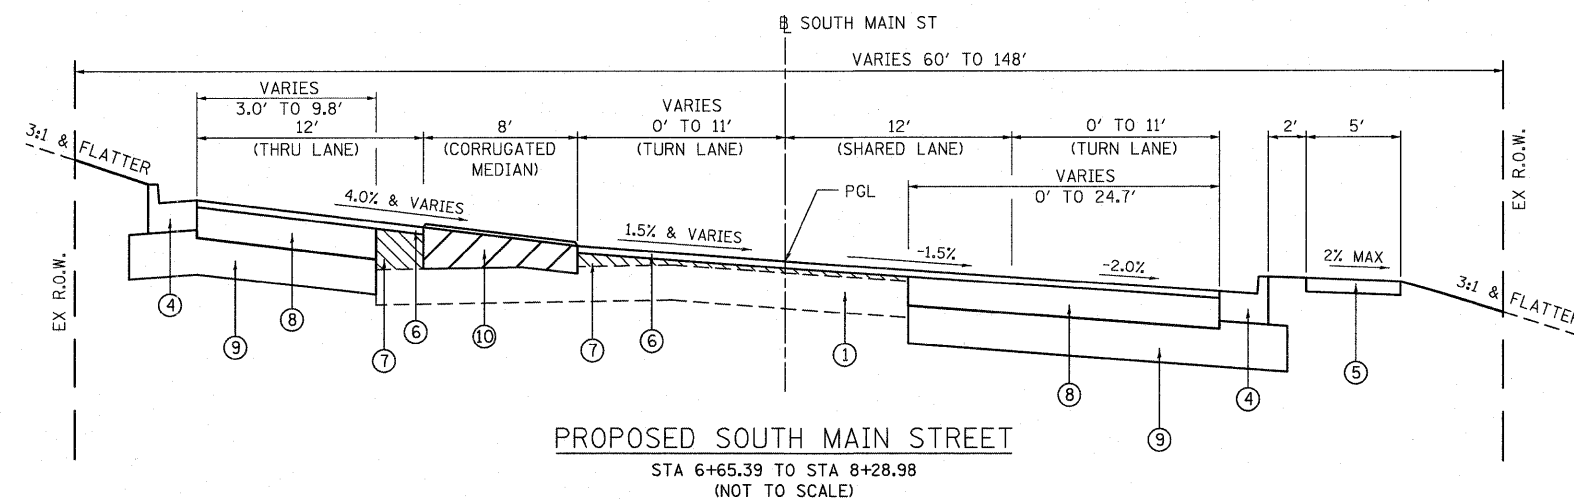 ℄ SOUTH MAIN ST
VARIES 60' TO 148'
VARIES
3.0' TO 9.8'
12'
(THRU LANE)
8'
(CORRUGATED
MEDIAN)
VARIES
0' TO 11'
(TURN LANE)
12'
(SHARED LANE)
0' TO 11'
(TURN LANE)
VARIES
0' TO 24.7'
2'
5'
3:1 & FLATTER
EX R.O.W.
4.0% & VARIES
1.5% & VARIES
PGL
-1.5%
-2.0%
2% MAX
3:1 & FLATTER
EX R.O.W.
4
9
8
7
6
10
7
6
1
8
9
4
5
PROPOSED SOUTH MAIN STREET
STA 6+65.39 TO STA 8+28.98
(NOT TO SCALE)